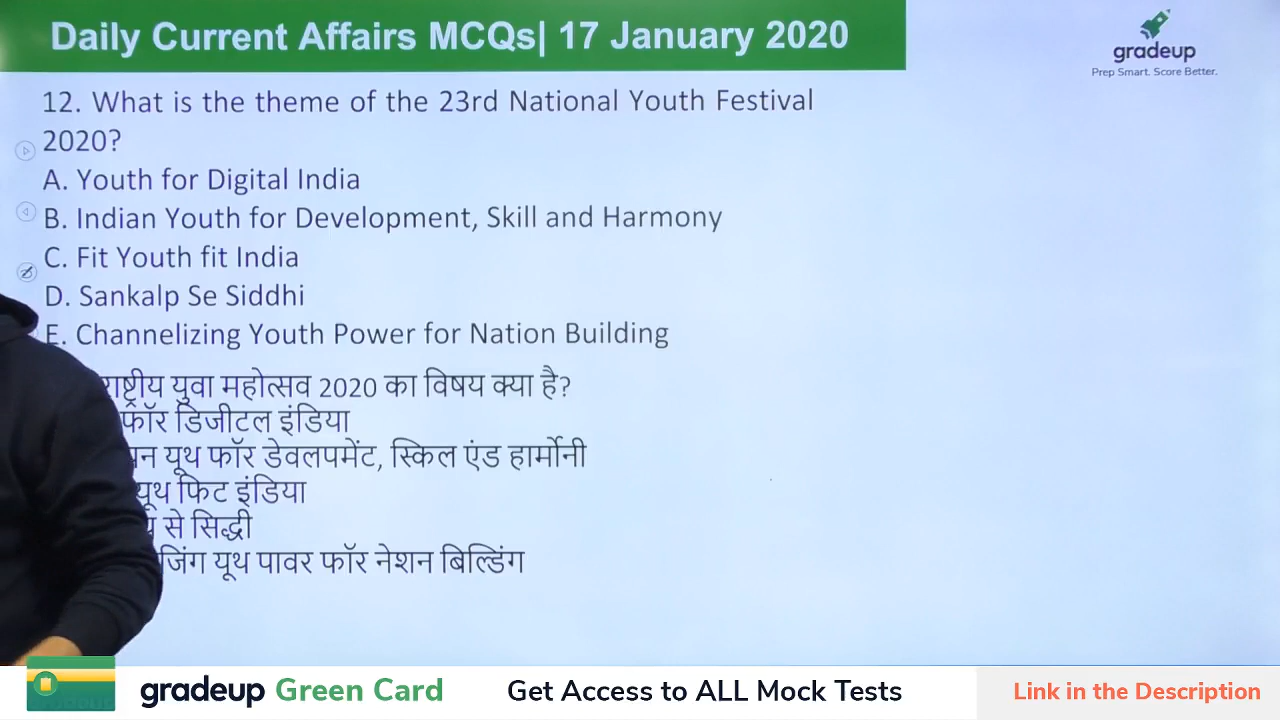 Daily Current Affairs MCQs| 17 January 2020
gradeup
Prep Smart. Score Better.
12. What is the theme of the 23rd National Youth Festival
2020?
A. Youth for Digital India
B. Indian Youth for Development, Skill and Harmony
C. Fit Youth fit India
D. Sankalp Se Siddhi
E. Channelizing Youth Power for Nation Building
युवा महोत्सव 2020 का विषय क्या है?
फॉर डिजीटल इंडिया
यूथ फॉर डेवलपमेंट, स्किल एंड हार्मोनी
यूथ फिट इंडिया
से सिद्धी
यूथ पावर फॉर नेशन बिल्डिंग
gradeup Green Card
Get Access to ALL Mock Tests
Link in the Description